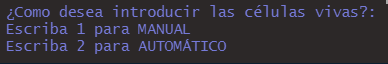 ¿Como desea introducir las células vivas?:
Escriba 1 para MANUAL
Escriba 2 para AUTOMÁTICO